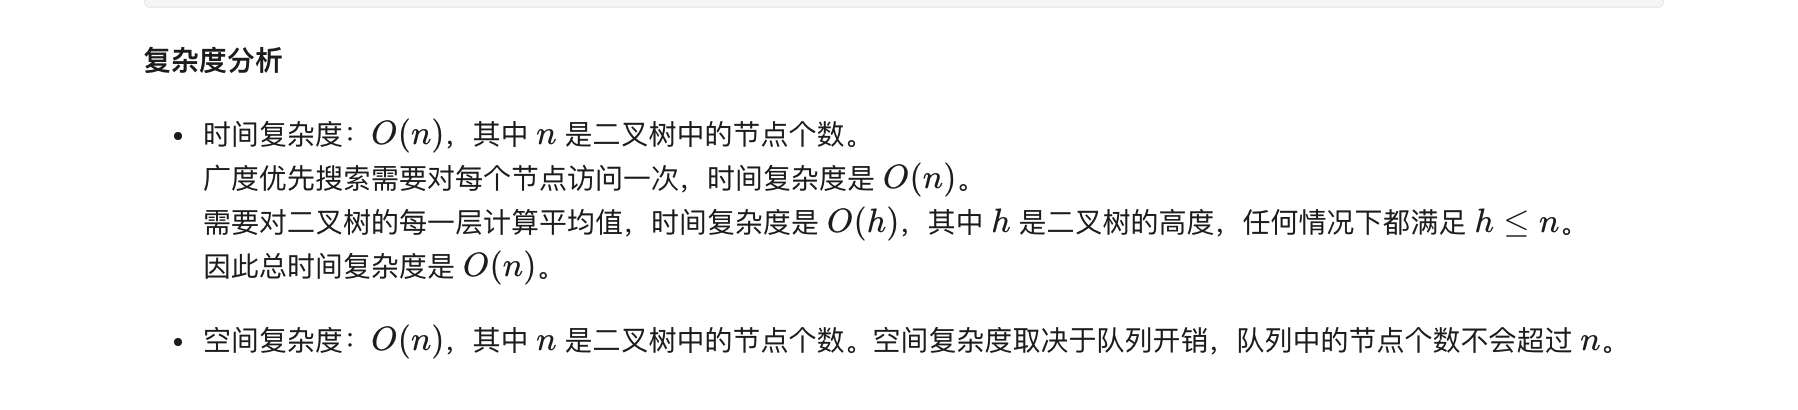 复杂度分析
• 时间复杂度：O(n)，其中 n 是二叉树中的节点个数。
广度优先搜索需要对每个节点访问一次，时间复杂度是 O(n)。
需要对二叉树的每一层计算平均值，时间复杂度是 O(h)，其中 h 是二叉树的高度，任何情况下都满足 h ≤ n。
因此总时间复杂度是 O(n)。
• 空间复杂度：O(n)，其中 n 是二叉树中的节点个数。空间复杂度取决于队列开销，队列中的节点个数不会超过 n。